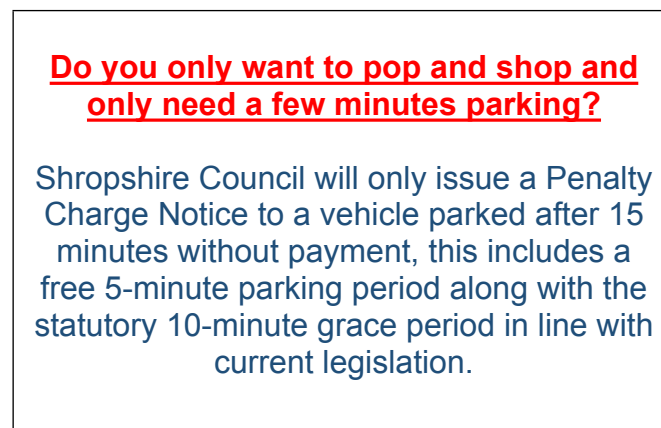 Do you only want to pop and shop and
only need a few minutes parking?
Shropshire Council will only issue a Penalty
Charge Notice to a vehicle parked after 15
minutes without payment, this includes a
free 5-minute parking period along with the
statutory 10-minute grace period in line with
current legislation.